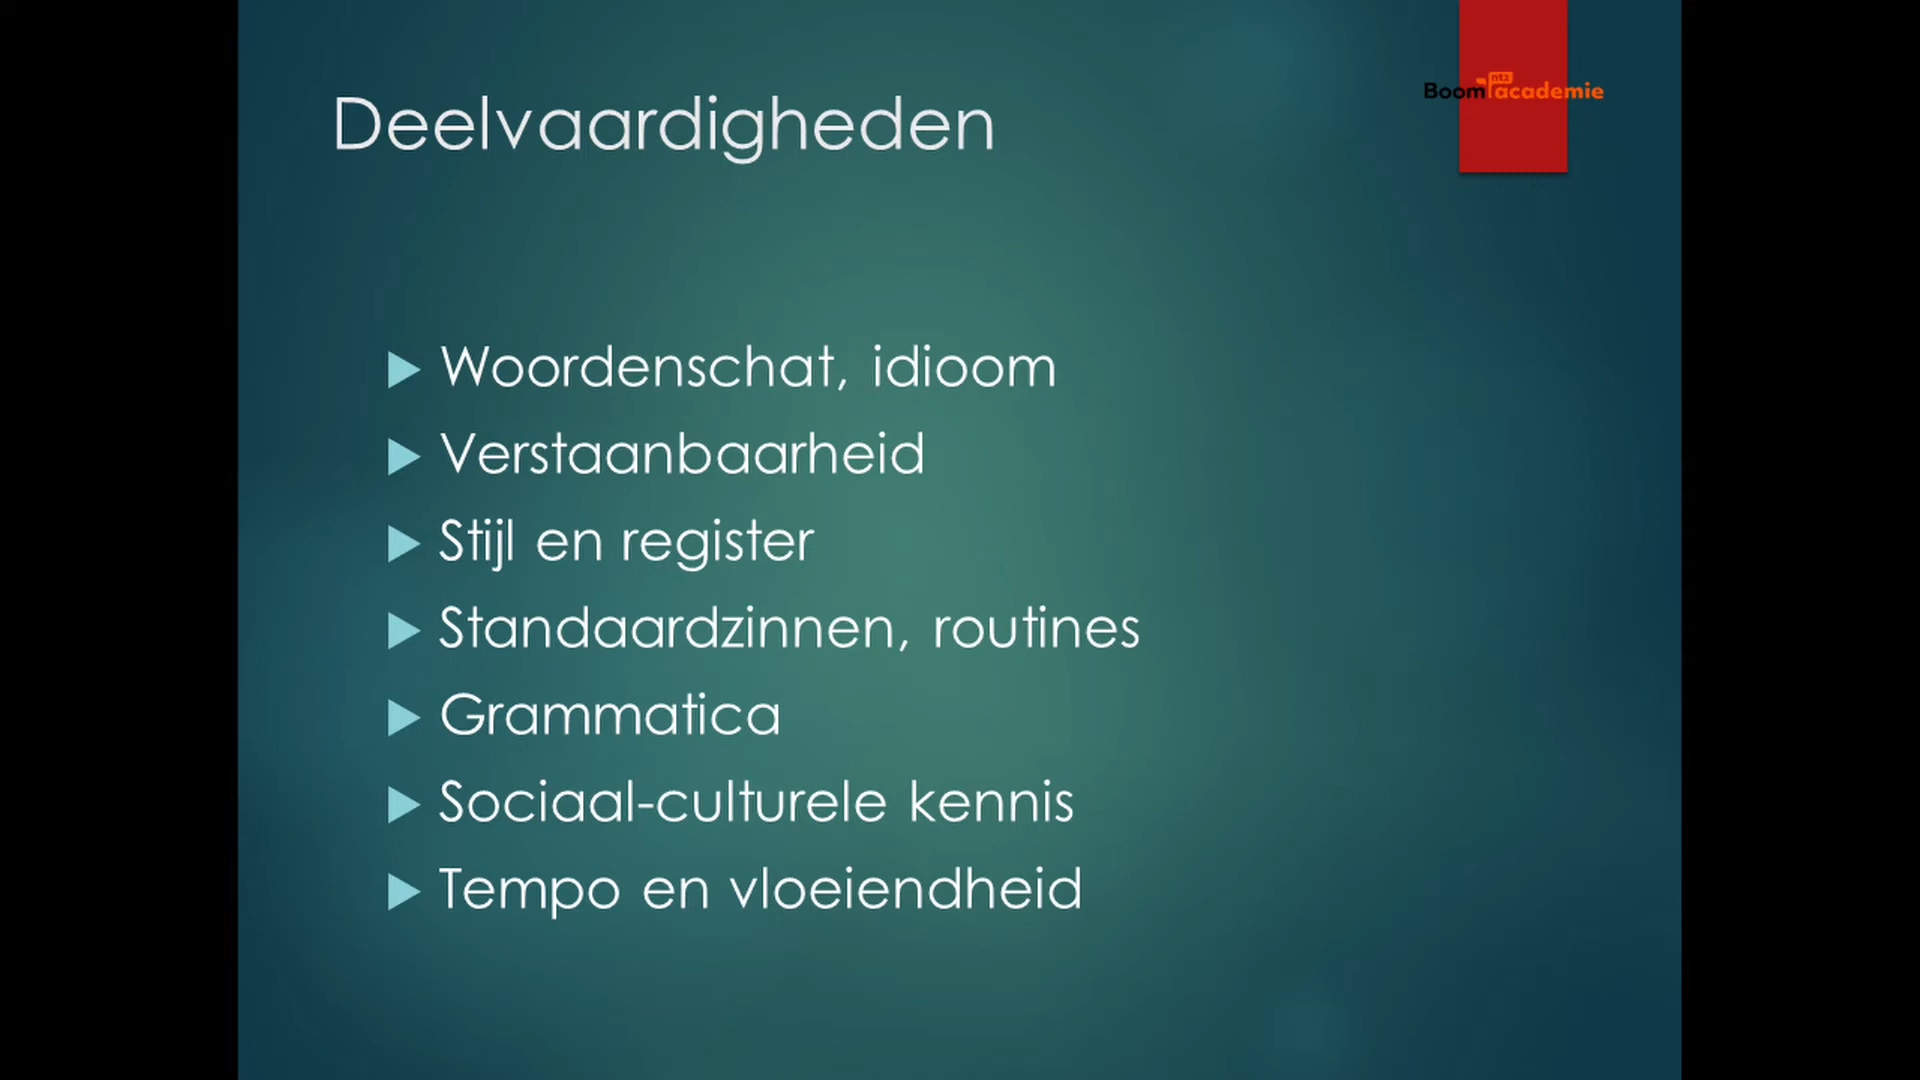 Deelvaardigheden
Boom nt2 academie
Woordenschat, idioom
Verstaanbaarheid
Stijl en register
Standaardzinnen, routines
Grammatica
Sociaal-culturele kennis
Tempo en vloeiendheid